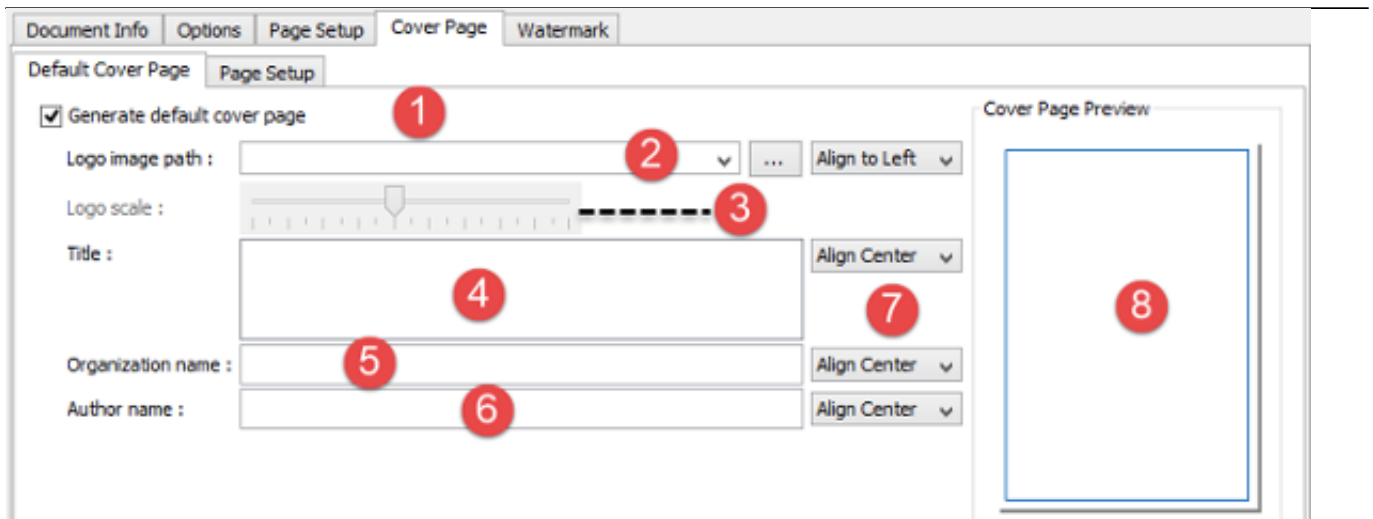 Document Info Options Page Setup Cover Page Watermark
Default Cover Page Page Setup
Generate default cover page 1 Cover Page Preview
Logo image path : 2 ... Align to Left
Logo scale : 3
Title : Align Center
4 7 8
Organization name : 5 Align Center
Author name : 6 Align Center